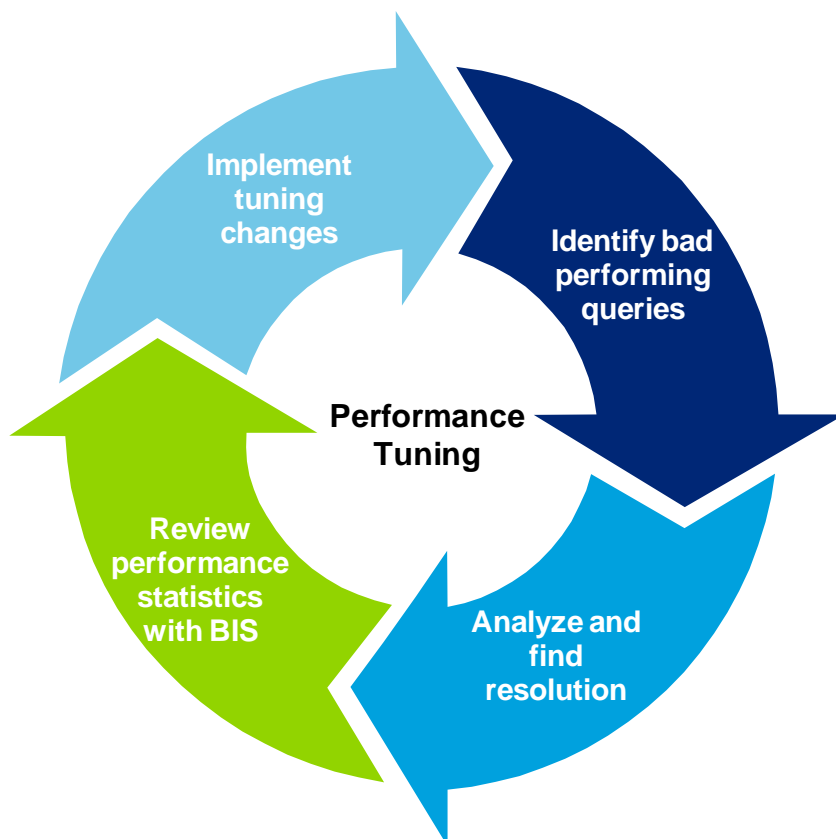 Implement
tuning
changes
Identify bad
performing
queries
Performance
Tuning
Review
performance
statistics
with BIS
Analyze and
find
resolution